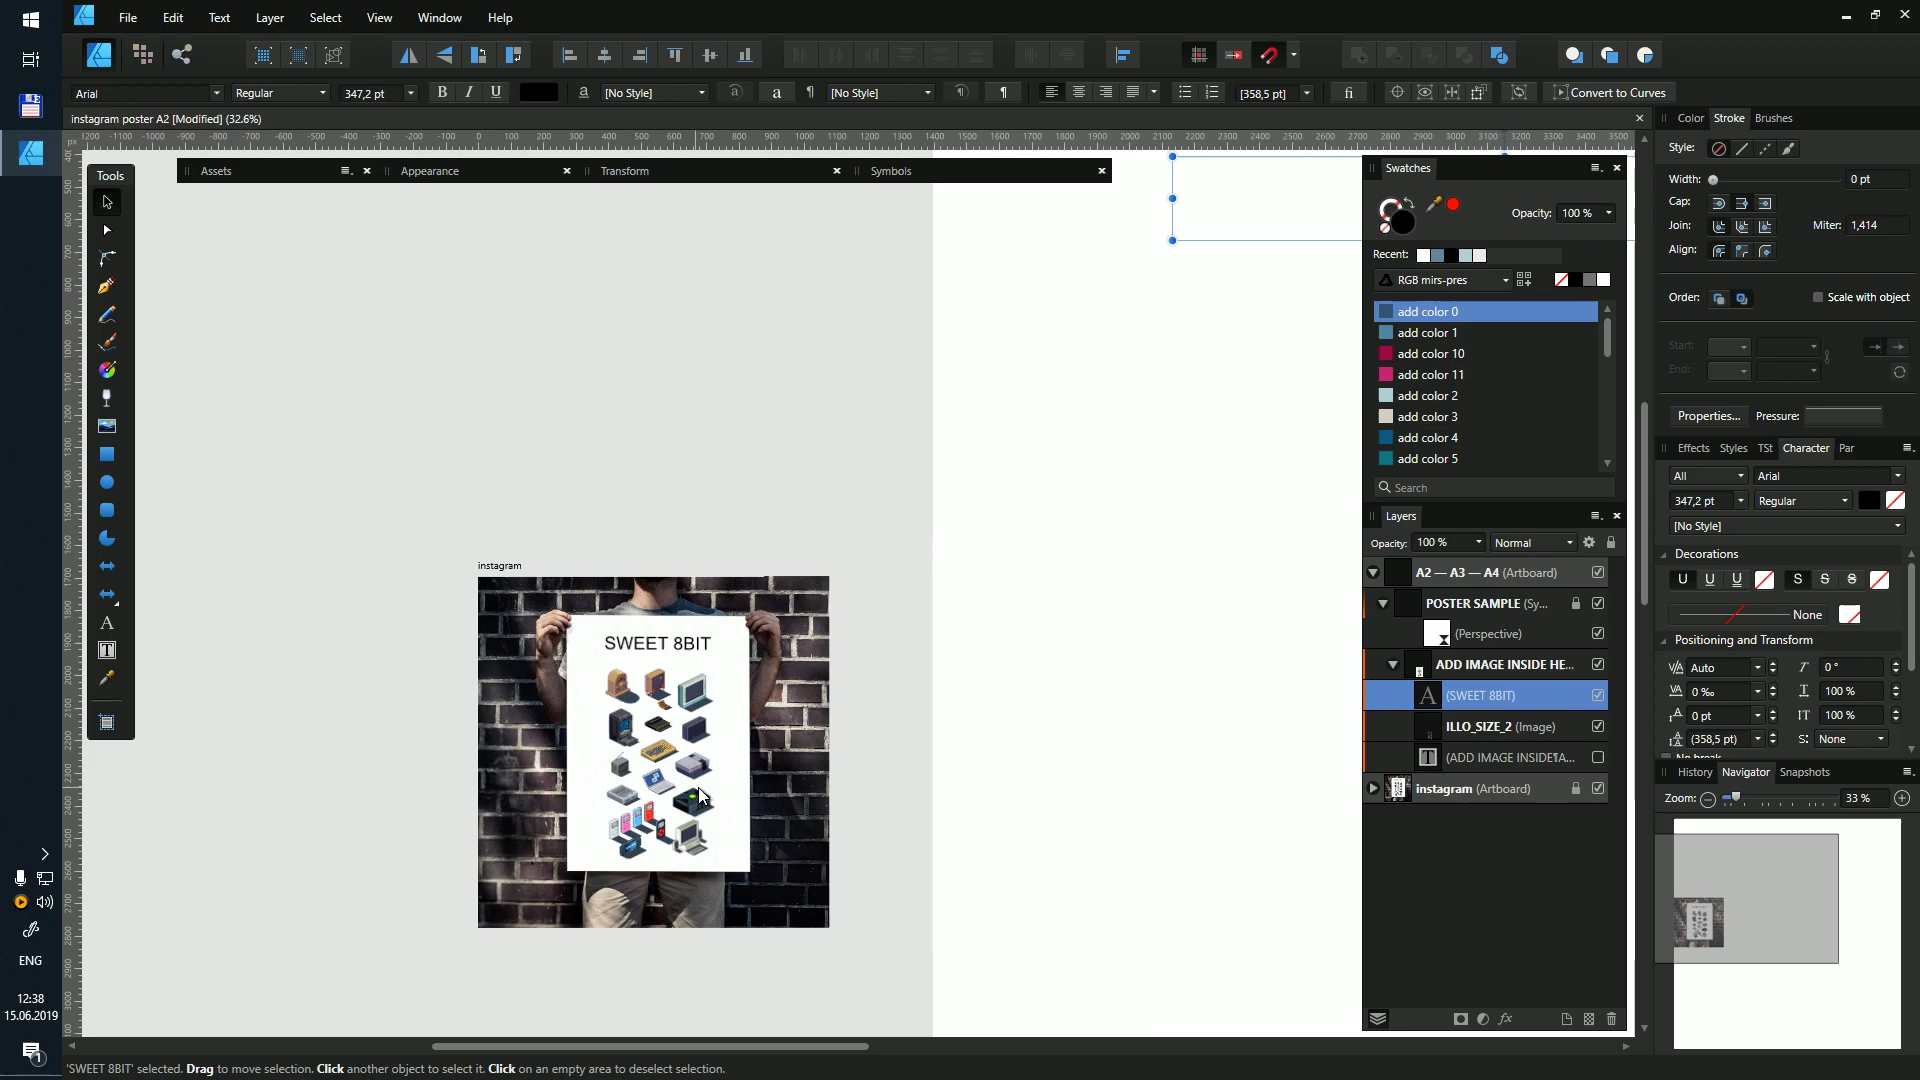 File Edit Text Layer Select View Window Help
Arial Regular 347,2 pt B I U a [No Style] a a ¶ [No Style] ¶ [358,5 pt] fi Convert to Curves
instagram poster A2 [Modified] (32.6%)
Tools
Assets Appearance Transform Symbols
instagram
SWEET 8BIT
Swatches
Opacity: 100 %
Recent:
RGB mirs-pres
add color 0
add color 1
add color 10
add color 11
add color 2
add color 3
add color 4
add color 5
Search
Layers
Opacity: 100 % Normal
A2 — A3 — A4 (Artboard)
POSTER SAMPLE (Sy...
(Perspective)
ADD IMAGE INSIDE HE...
A (SWEET 8BIT)
ILLO_SIZE_2 (Image)
T (ADD IMAGE INSIDE¶A...
instagram (Artboard)
Color Stroke Brushes
Style:
Width: 0 pt
Cap:
Join: Miter: 1,414
Align:
Order: Scale with object
Start:
End:
Properties... Pressure:
Effects Styles TSt Character Par
All Arial
347,2 pt Regular
[No Style]
Decorations
U U U S S S
None
Positioning and Transform
Auto 0 °
0 ‰ 100 %
0 pt 100 %
(358,5 pt) S: None
No break
History Navigator Snapshots
Zoom: 33 %
ENG
12:38
15.06.2019
1
'SWEET 8BIT' selected. Drag to move selection. Click another object to select it. Click on an empty area to deselect selection.